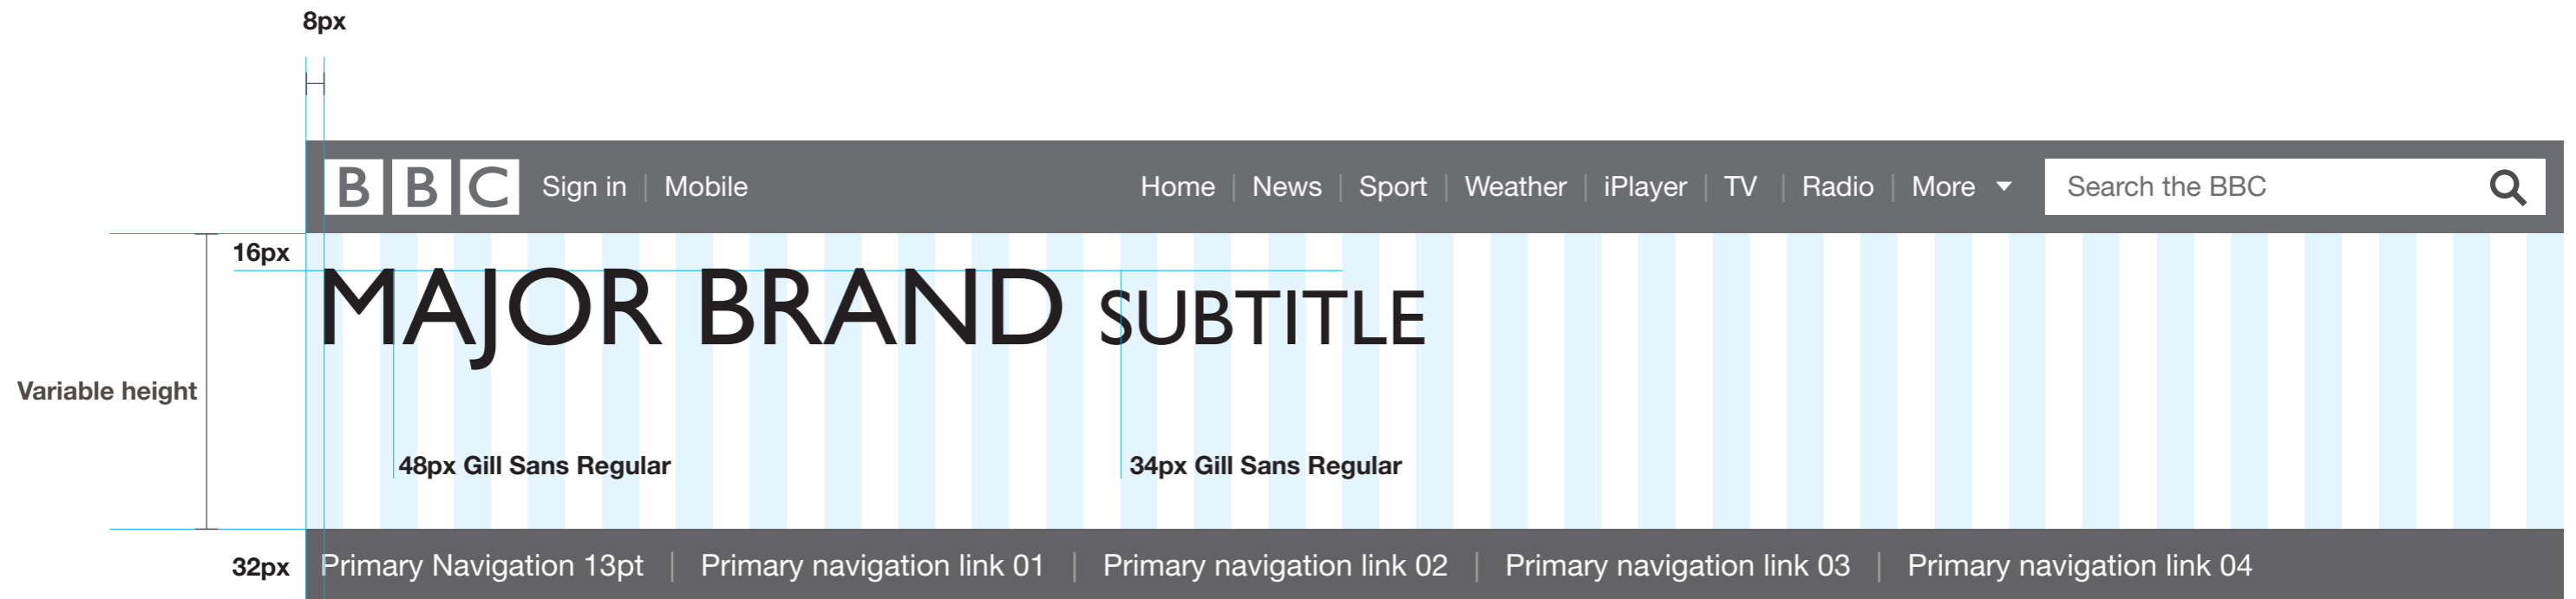 8px
BBC Sign in | Mobile Home | News | Sport | Weather | iPlayer | TV | Radio | More Search the BBC
16px
MAJOR BRAND SUBTITLE
Variable height
48px Gill Sans Regular 34px Gill Sans Regular
32px Primary Navigation 13pt | Primary navigation link 01 | Primary navigation link 02 | Primary navigation link 03 | Primary navigation link 04